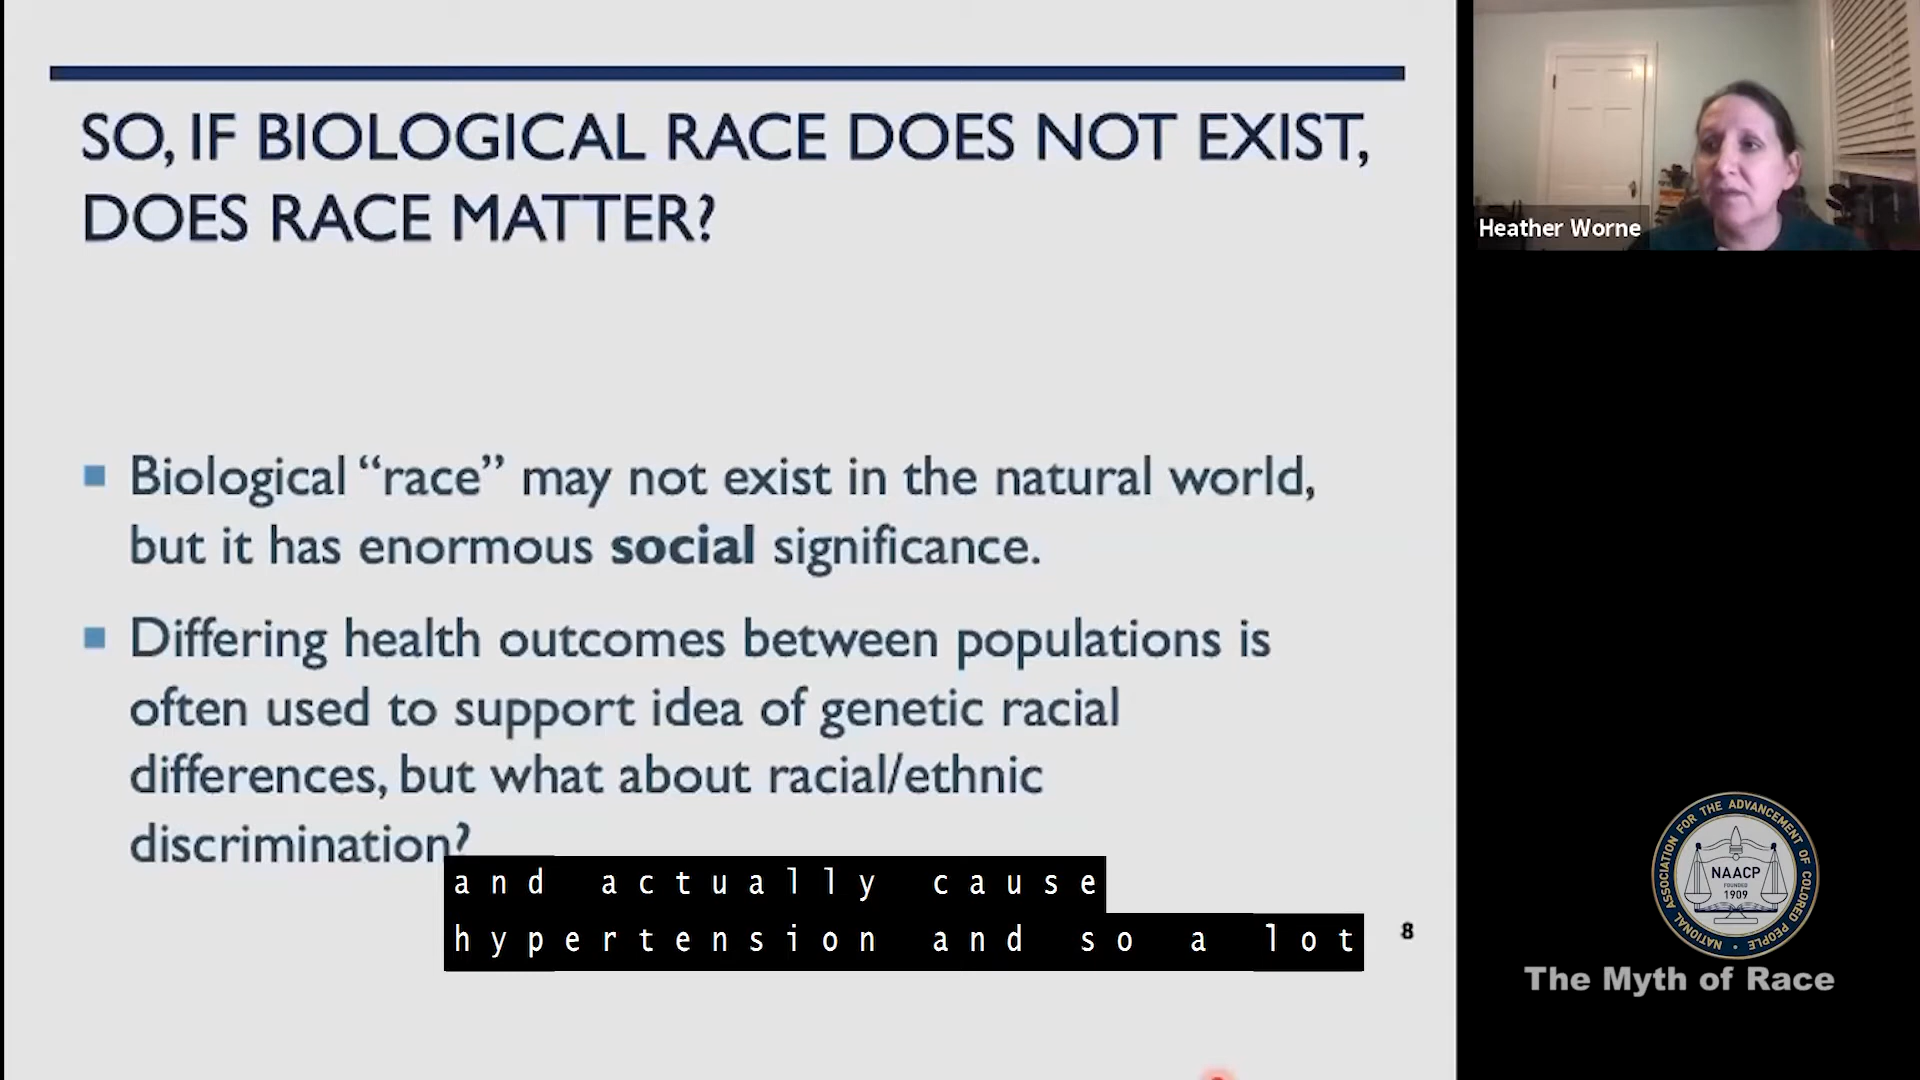 SO, IF BIOLOGICAL RACE DOES NOT EXIST,
DOES RACE MATTER?
Biological “race” may not exist in the natural world,
but it has enormous social significance.
Differing health outcomes between populations is
often used to support idea of genetic racial
differences, but what about racial/ethnic
discrimination?
and actually cause
hypertension and so a lot
8
Heather Worne
NATIONAL ASSOCIATION FOR THE ADVANCEMENT OF COLORED PEOPLE
NAACP
FOUNDED
1909
The Myth of Race